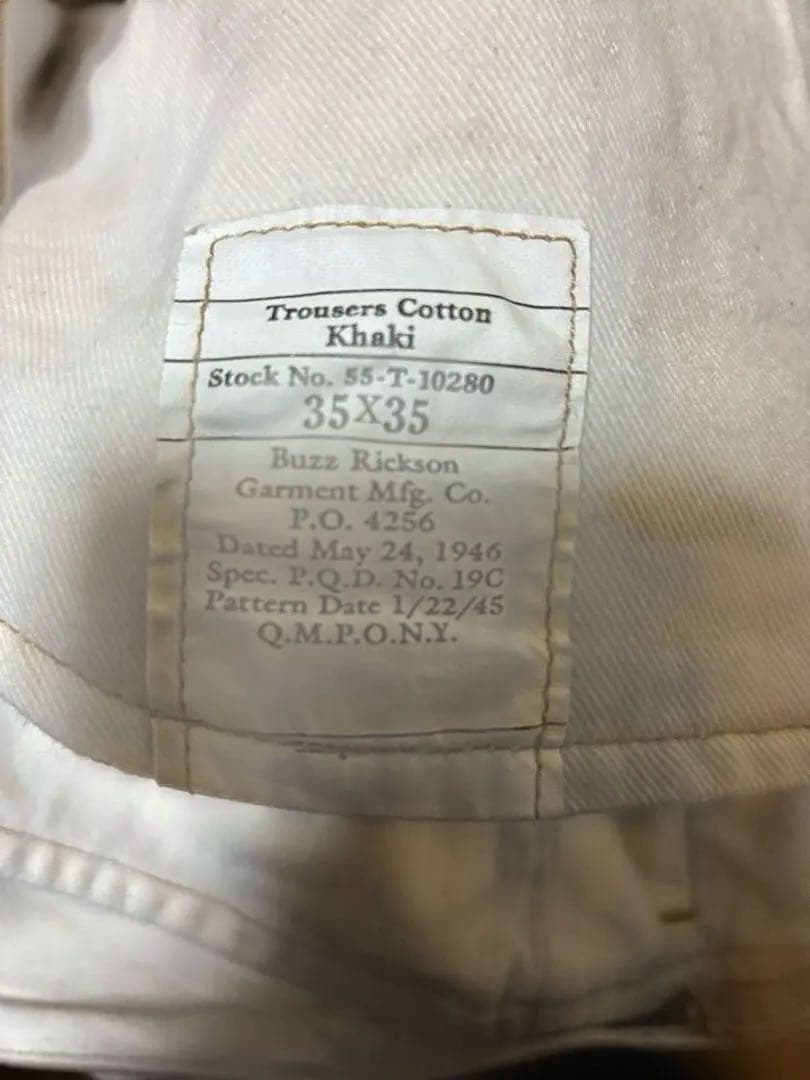 Trousers Cotton
Khaki
Stock No. 55-T-10280
35X35
Buzz Rickson
Garment Mfg. Co.
P.O. 4256
Dated May 24, 1946
Spec. P.Q.D. No. 19C
Pattern Date 1/22/45
Q.M.P.O.N.Y.